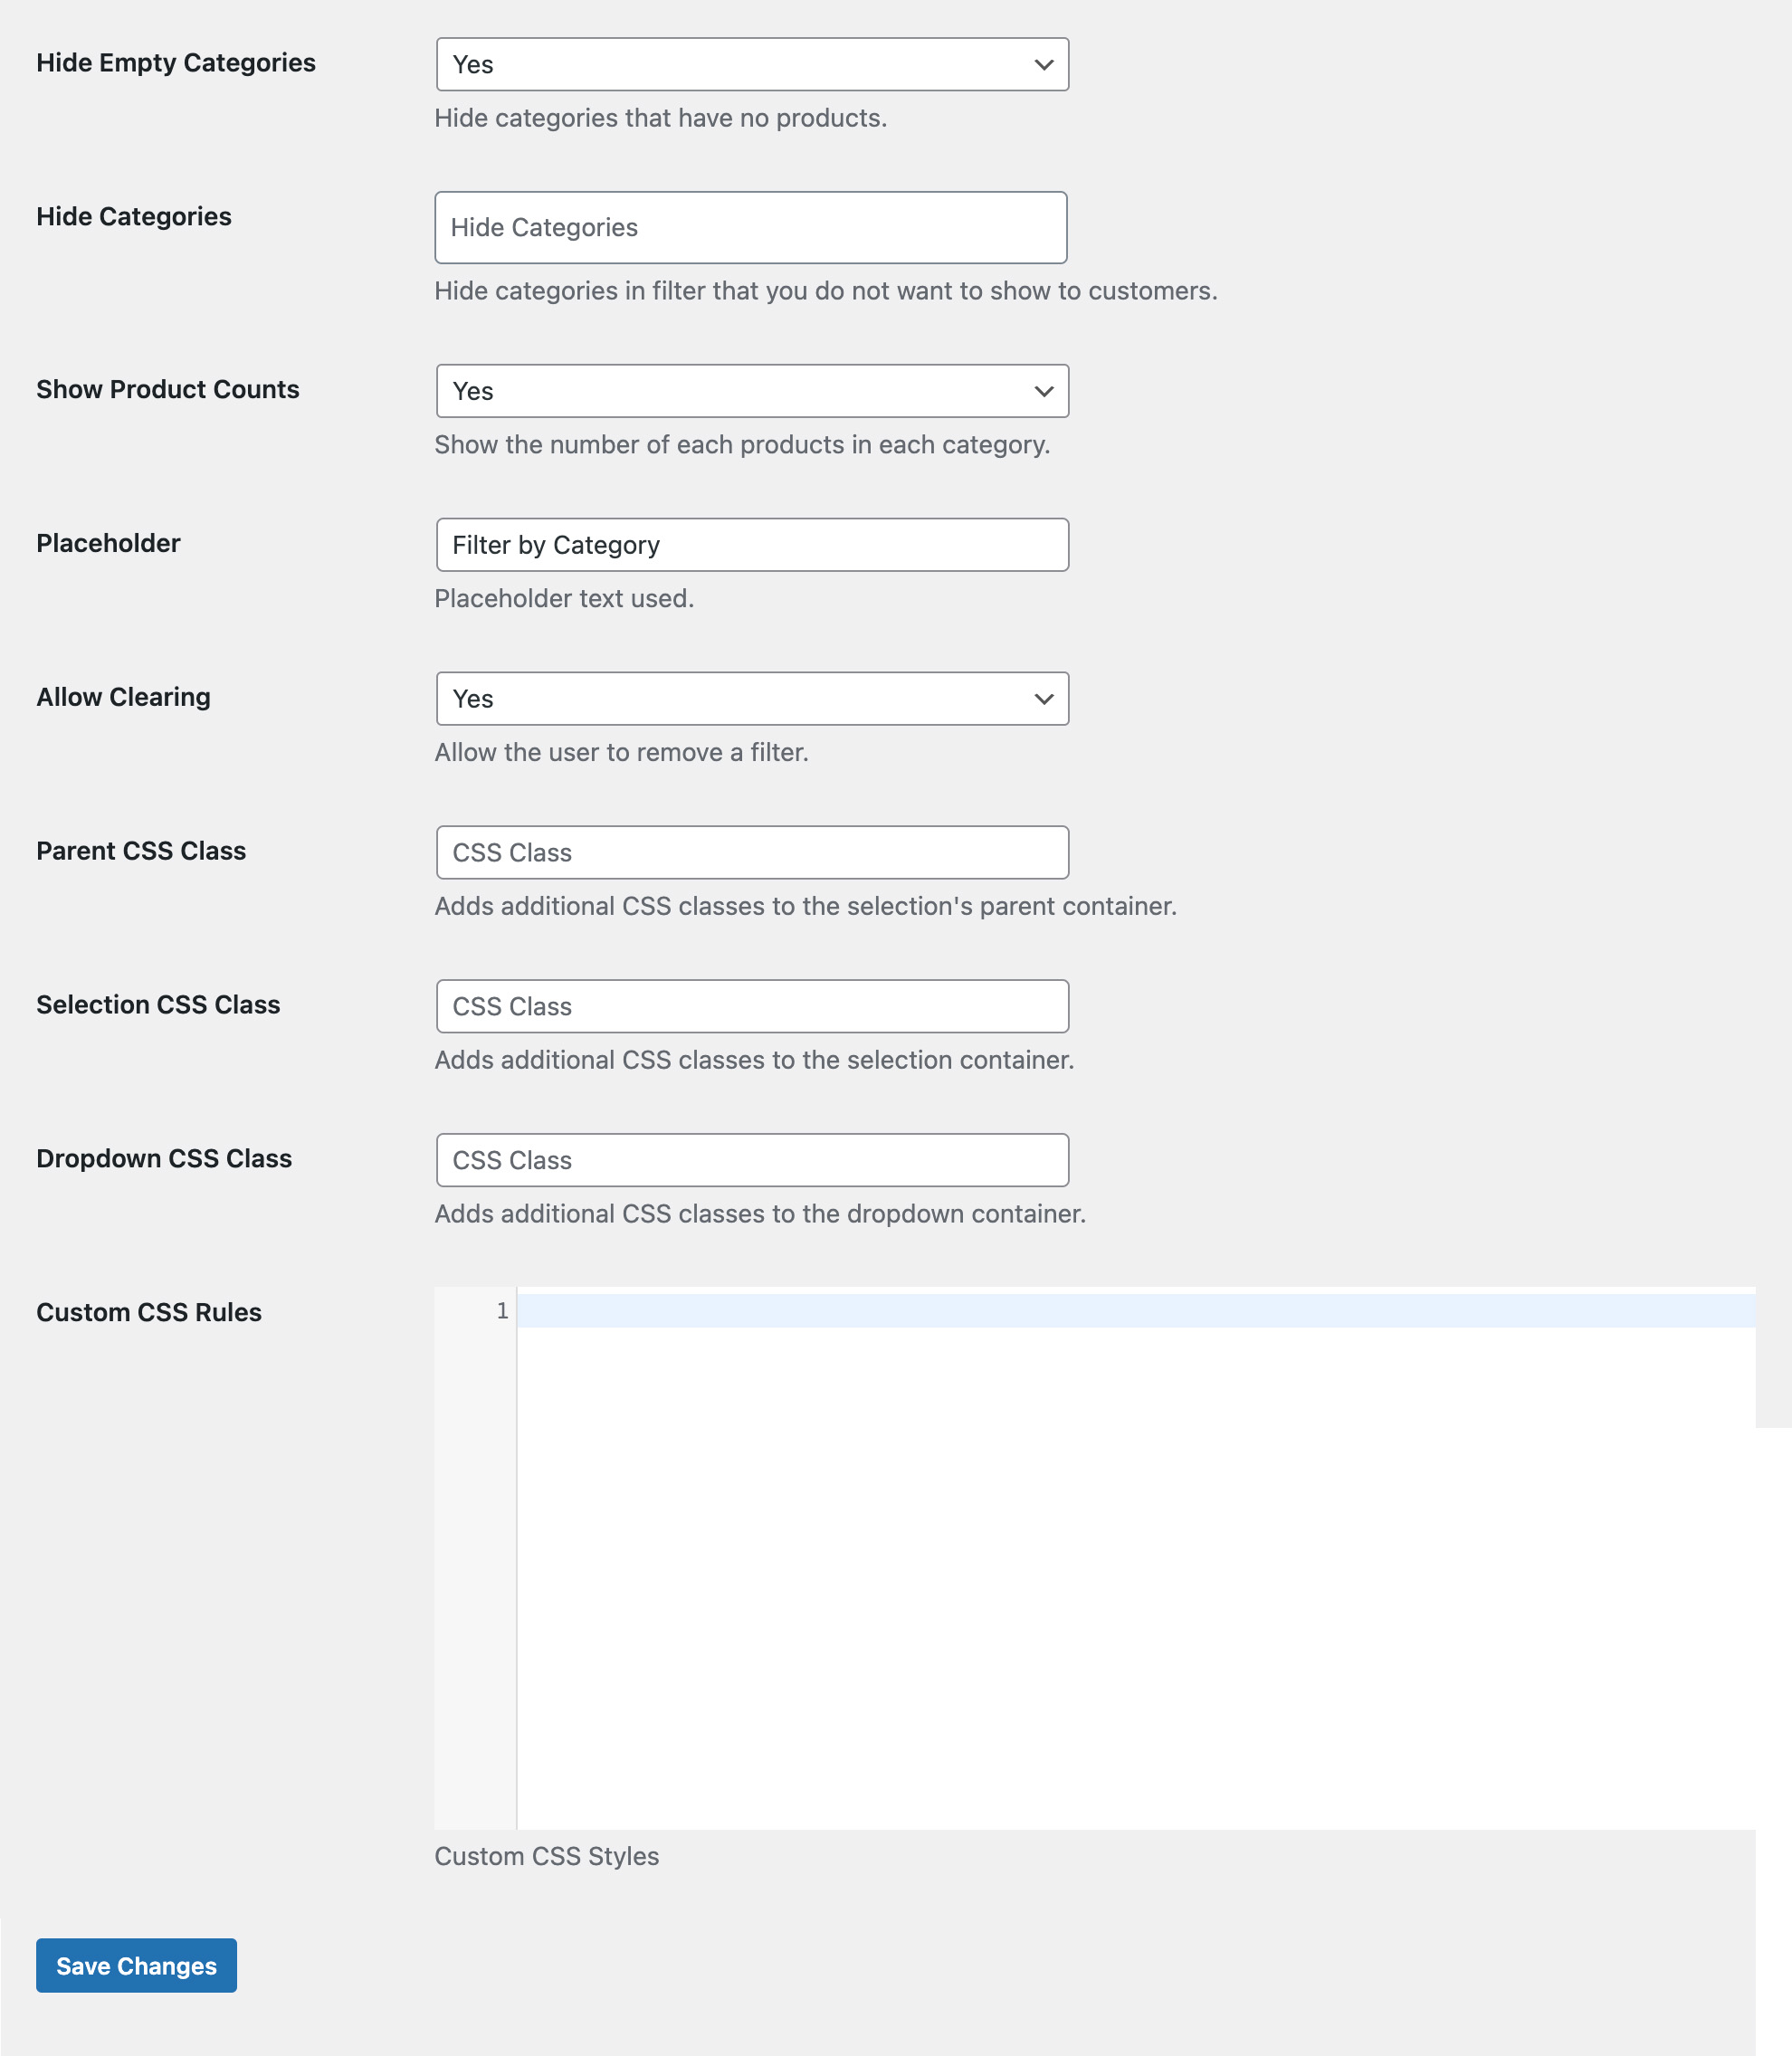 Hide Empty Categories
Yes
Hide categories that have no products.
Hide Categories
Hide Categories
Hide categories in filter that you do not want to show to customers.
Show Product Counts
Yes
Show the number of each products in each category.
Placeholder
Filter by Category
Placeholder text used.
Allow Clearing
Yes
Allow the user to remove a filter.
Parent CSS Class
CSS Class
Adds additional CSS classes to the selection's parent container.
Selection CSS Class
CSS Class
Adds additional CSS classes to the selection container.
Dropdown CSS Class
CSS Class
Adds additional CSS classes to the dropdown container.
Custom CSS Rules
1
Custom CSS Styles
Save Changes